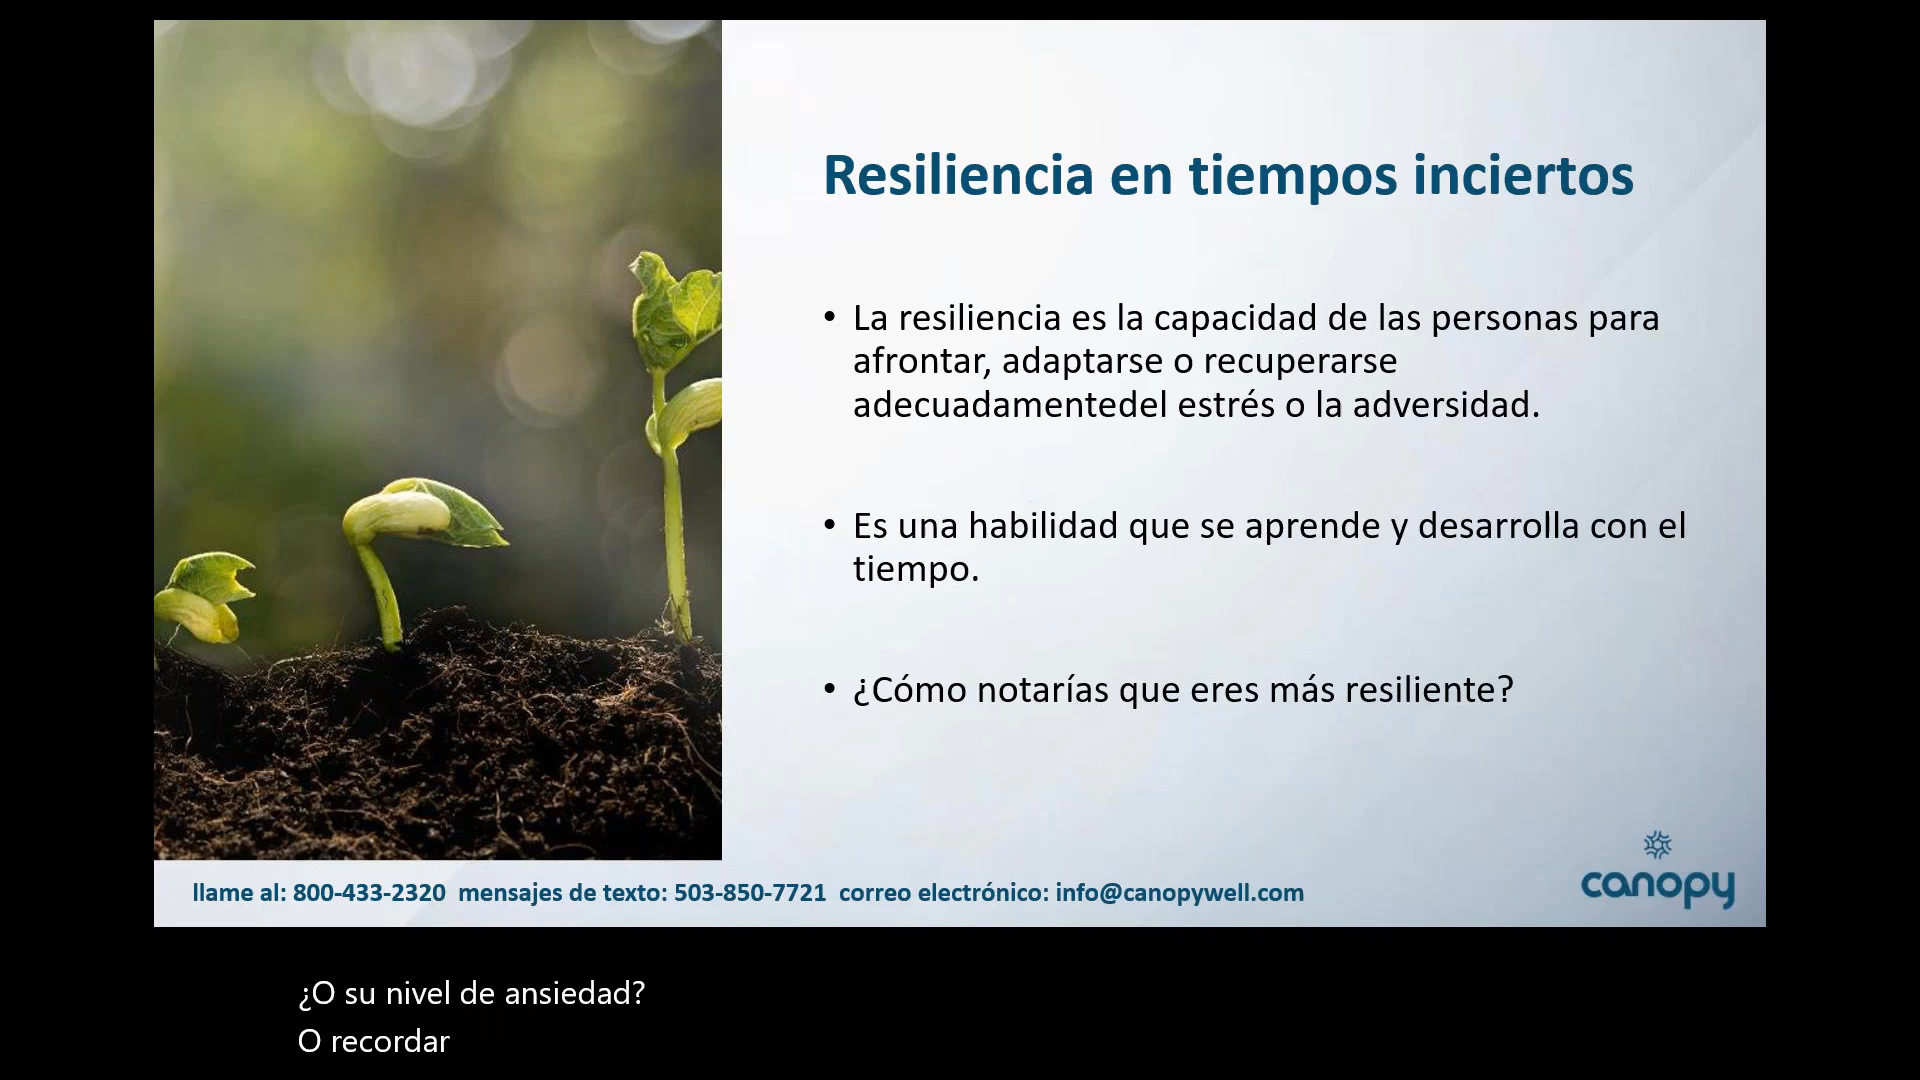 Resiliencia en tiempos inciertos
• La resiliencia es la capacidad de las personas para
afrontar, adaptarse o recuperarse
adecuadamentedel estrés o la adversidad.
• Es una habilidad que se aprende y desarrolla con el
tiempo.
• ¿Cómo notarías que eres más resiliente?
llame al: 800-433-2320 mensajes de texto: 503-850-7721 correo electrónico: info@canopywell.com
canopy
¿O su nivel de ansiedad?
O recordar